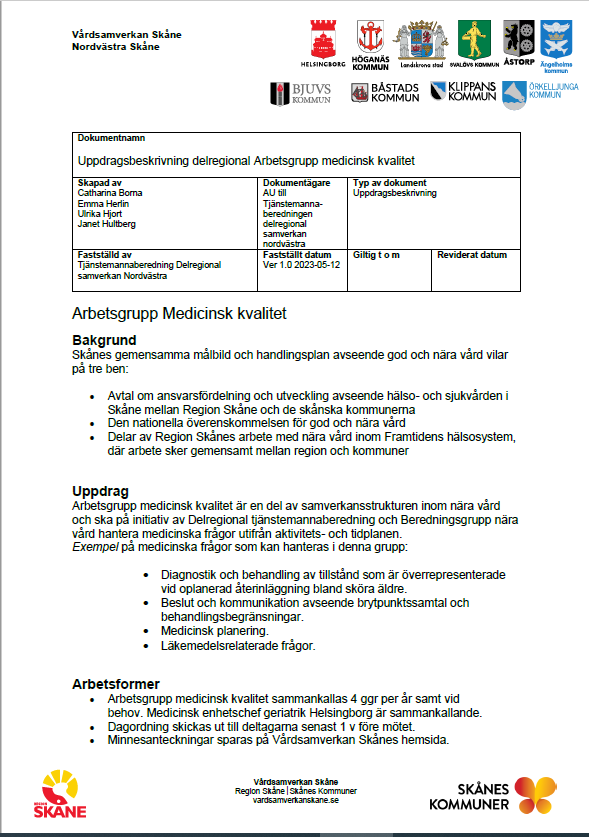 Vårdsamverkan Skåne
Nordvästra Skåne
HELSINGBORG
HÖGANÄS
KOMMUN
Landskrona stad
SVALÖVS KOMMUN
ÅSTORP
Ängelholms
kommun
BJUVS
KOMMUN
BÅSTADS
KOMMUN
KLIPPANS
KOMMUN
ÖRKELLJUNGA
KOMMUN
Dokumentnamn
Uppdragsbeskrivning delregional Arbetsgrupp medicinsk kvalitet
Skapad av
Catharina Borna
Emma Herlin
Ulrika Hjort
Janet Hultberg
Dokumentägare
AU till
Tjänstemanna-
beredningen
delregional
samverkan
nordvästra
Typ av dokument
Uppdragsbeskrivning
Fastställd av
Tjänstemannaberedning Delregional
samverkan Nordvästra
Fastställt datum
Ver 1.0 2023-05-12
Giltig t o m
Reviderat datum
Arbetsgrupp Medicinsk kvalitet
Bakgrund
Skånes gemensamma målbild och handlingsplan avseende god och nära vård vilar
på tre ben:
• Avtal om ansvarsfördelning och utveckling avseende hälso- och sjukvården i
Skåne mellan Region Skåne och de skånska kommunerna
• Den nationella överenskommelsen för god och nära vård
• Delar av Region Skånes arbete med nära vård inom Framtidens hälsosystem,
där arbete sker gemensamt mellan region och kommuner
Uppdrag
Arbetsgrupp medicinsk kvalitet är en del av samverkansstrukturen inom nära vård
och ska på initiativ av Delregional tjänstemannaberedning och Beredningsgrupp nära
vård hantera medicinska frågor utifrån aktivitets- och tidplanen.
Exempel på medicinska frågor som kan hanteras i denna grupp:
• Diagnostik och behandling av tillstånd som är överrepresenterade
vid oplanerad återinläggning bland sköra äldre.
• Beslut och kommunikation avseende brytpunktssamtal och
behandlingsbegränsningar.
• Medicinsk planering.
• Läkemedelsrelaterade frågor.
Arbetsformer
• Arbetsgrupp medicinsk kvalitet sammankallas 4 ggr per år samt vid
behov. Medicinsk enhetschef geriatrik Helsingborg är sammankallande.
• Dagordning skickas ut till deltagarna senast 1 v före mötet.
• Minnesanteckningar sparas på Vårdsamverkan Skånes hemsida.
REGION
SKÅNE
Vårdsamverkan Skåne
Region Skåne | Skånes Kommuner
vardsamverkanskane.se
SKÅNES
KOMMUNER